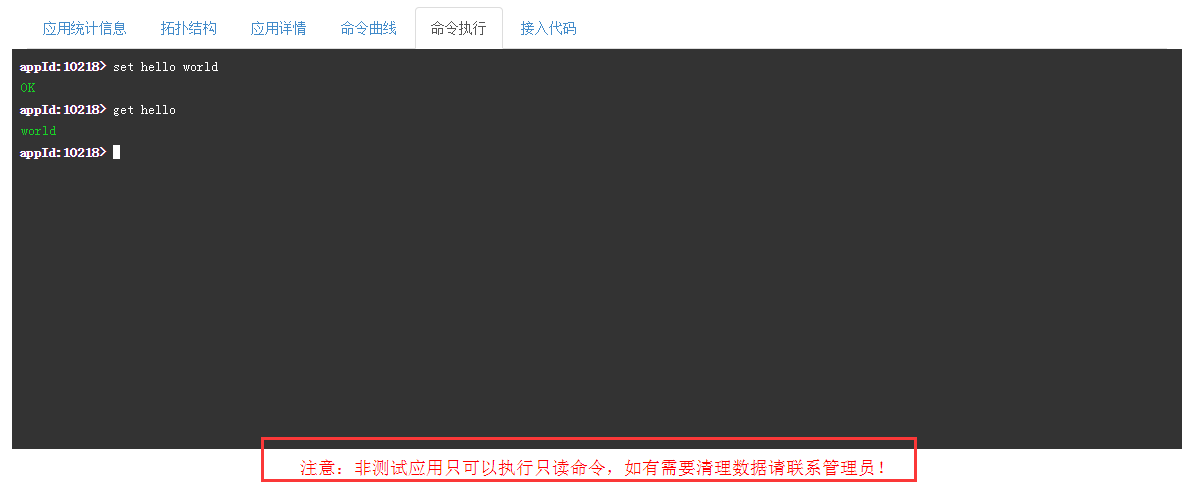 应用统计信息 拓扑结构 应用详情 命令曲线 命令执行 接入代码
appId:10218> set hello world
OK
appId:10218> get hello
world
appId:10218>
注意：非测试应用只可以执行只读命令，如有需要清理数据请联系管理员！